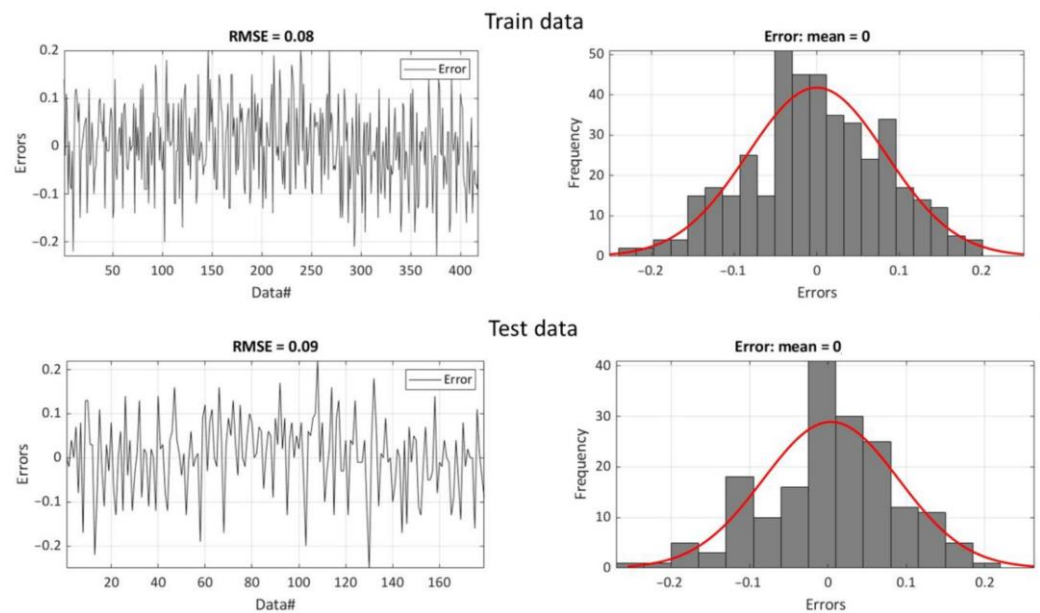 Train data
RMSE = 0.08
Error: mean = 0
Errors
0.2
0.1
0
−0.1
−0.2
Error
50
100
150
200
250
300
350
400
Data#
Frequency
50
40
30
20
10
0
−0.2
−0.1
0
0.1
0.2
Errors
Test data
RMSE = 0.09
Error: mean = 0
Errors
0.2
0.1
0
−0.1
−0.2
Error
20
40
60
80
100
120
140
160
Data#
Frequency
40
30
20
10
0
−0.2
−0.1
0
0.1
0.2
Errors